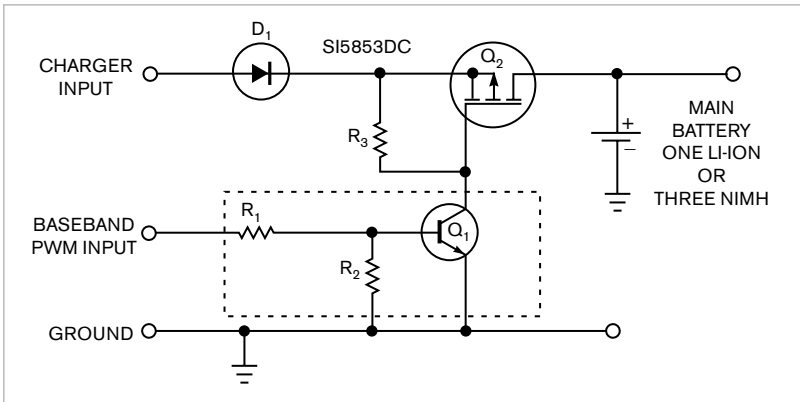 D1
SI5853DC
Q2
CHARGER
INPUT
R3
+
−
MAIN
BATTERY
ONE LI-ION
OR
THREE NIMH
BASEBAND
PWM INPUT
R1
Q1
R2
GROUND